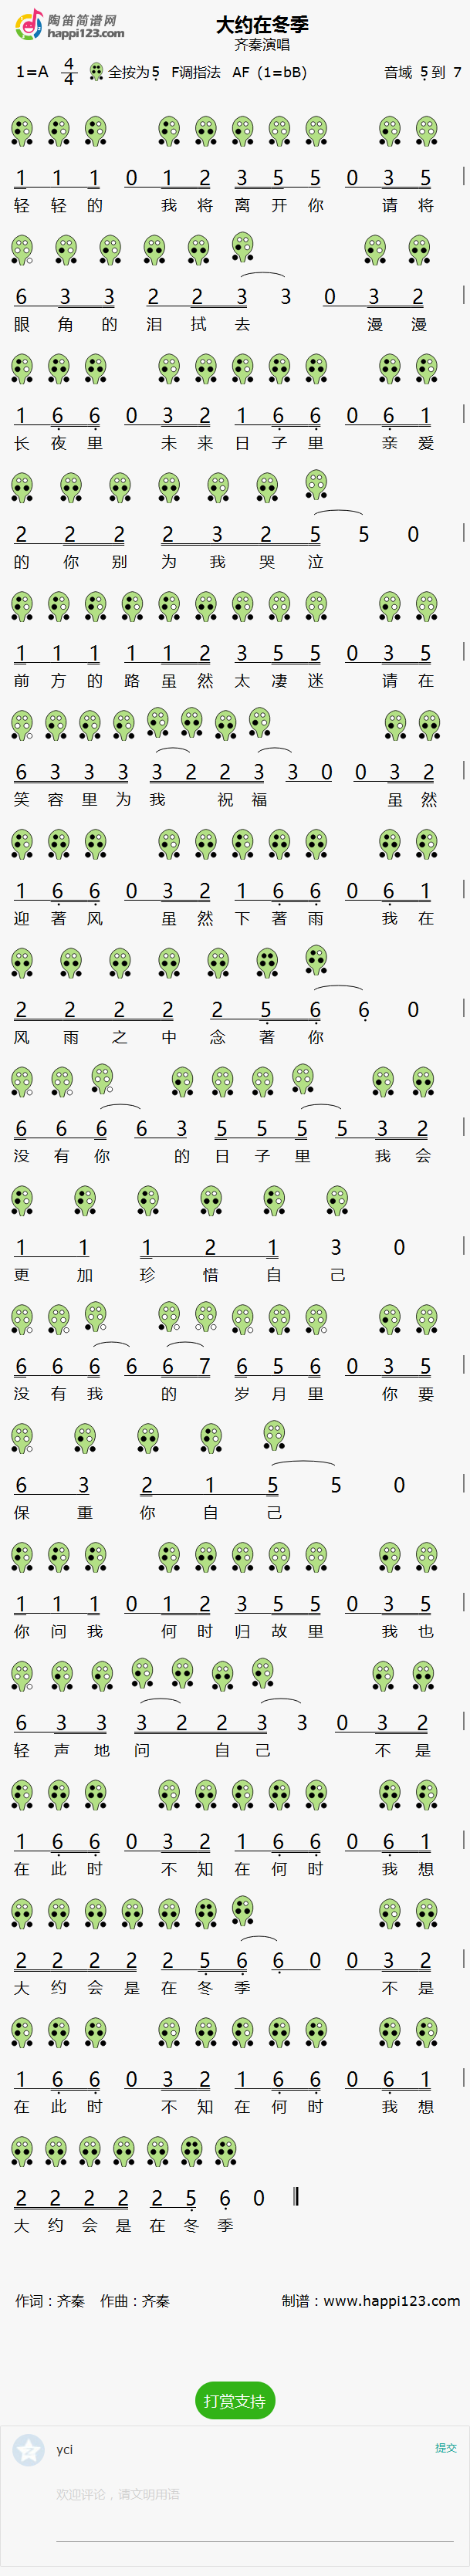 陶笛简谱网
happi123.com
大约在冬季
齐秦演唱
1=A 4/4 全按为5̣ F调指法 AF (1=bB) 音域 5̣ 到 7
1 1 1 0 1 2 3 5 5 0 3 5 |
轻 轻 的 我 将 离 开 你 请 将
6 3 3 2 2 3 3 0 3 2 |
眼 角 的 泪 拭 去 漫 漫
1 6̣ 6̣ 0 3 2 1 6̣ 6̣ 0 6̣ 1 |
长 夜 里 未 来 日 子 里 亲 爱
2 2 2 2 3 2 5 5 0 |
的 你 别 为 我 哭 泣
1 1 1 1 1 2 3 5 5 0 3 5 |
前 方 的 路 虽 然 太 凄 迷 请 在
6 3 3 3 3 2 2 3 3 0 0 3 2 |
笑 容 里 为 我 祝 福 虽 然
1 6̣ 6̣ 0 3 2 1 6̣ 6̣ 0 6̣ 1 |
迎 著 风 虽 然 下 著 雨 我 在
2 2 2 2 2 5̣ 6̣ 6̣ 0 |
风 雨 之 中 念 著 你
6 6 6 6 3 5 5 5 5 3 2 |
没 有 你 的 日 子 里 我 会
1 1 1 2 1 3 0 |
更 加 珍 惜 自 己
6 6 6 6 6 7 6 5 6 0 3 5 |
没 有 我 的 岁 月 里 你 要
6 3 2 1 5 5 0 |
保 重 你 自 己
1 1 1 0 1 2 3 5 5 0 3 5 |
你 问 我 何 时 归 故 里 我 也
6 3 3 3 2 2 3 3 0 3 2 |
轻 声 地 问 自 己 不 是
1 6̣ 6̣ 0 3 2 1 6̣ 6̣ 0 6̣ 1 |
在 此 时 不 知 在 何 时 我 想
2 2 2 2 2 5̣ 6̣ 6̣ 0 0 3 2 |
大 约 会 是 在 冬 季 不 是
1 6̣ 6̣ 0 3 2 1 6̣ 6̣ 0 6̣ 1 |
在 此 时 不 知 在 何 时 我 想
2 2 2 2 2 5̣ 6̣ 0 ‖
大 约 会 是 在 冬 季
作词：齐秦 作曲：齐秦 制谱：www.happi123.com
打赏支持
yci 提交
欢迎评论，请文明用语